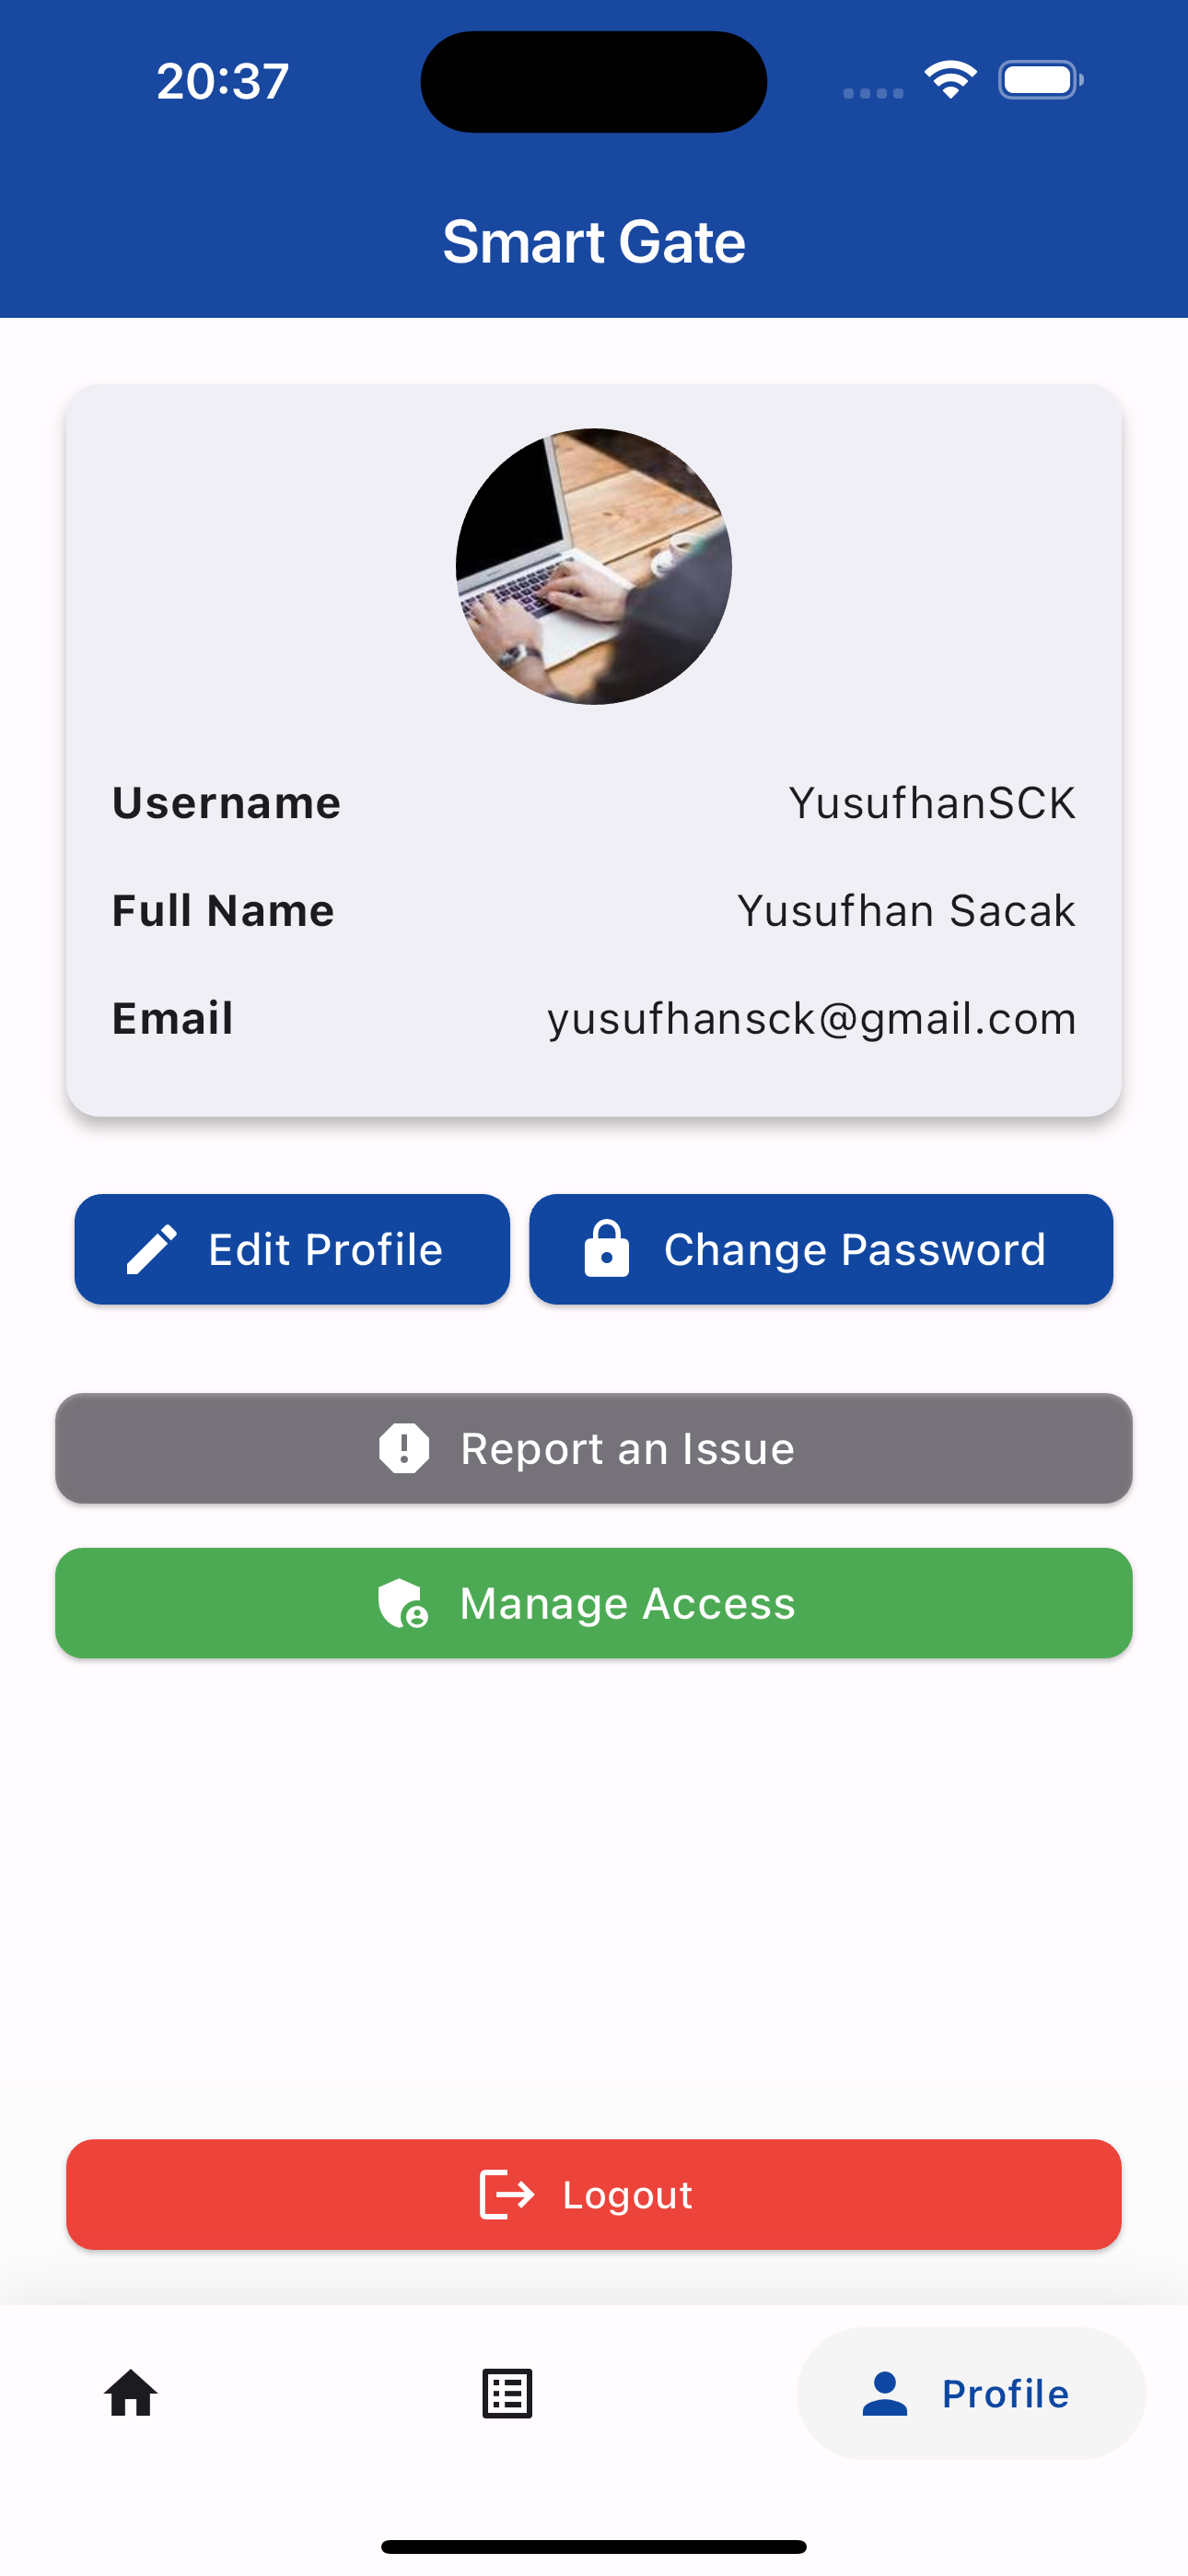 20:37
Smart Gate
Username YusufhanSCK
Full Name Yusufhan Sacak
Email yusufhansck@gmail.com
Edit Profile Change Password
Report an Issue
Manage Access
Logout
Profile